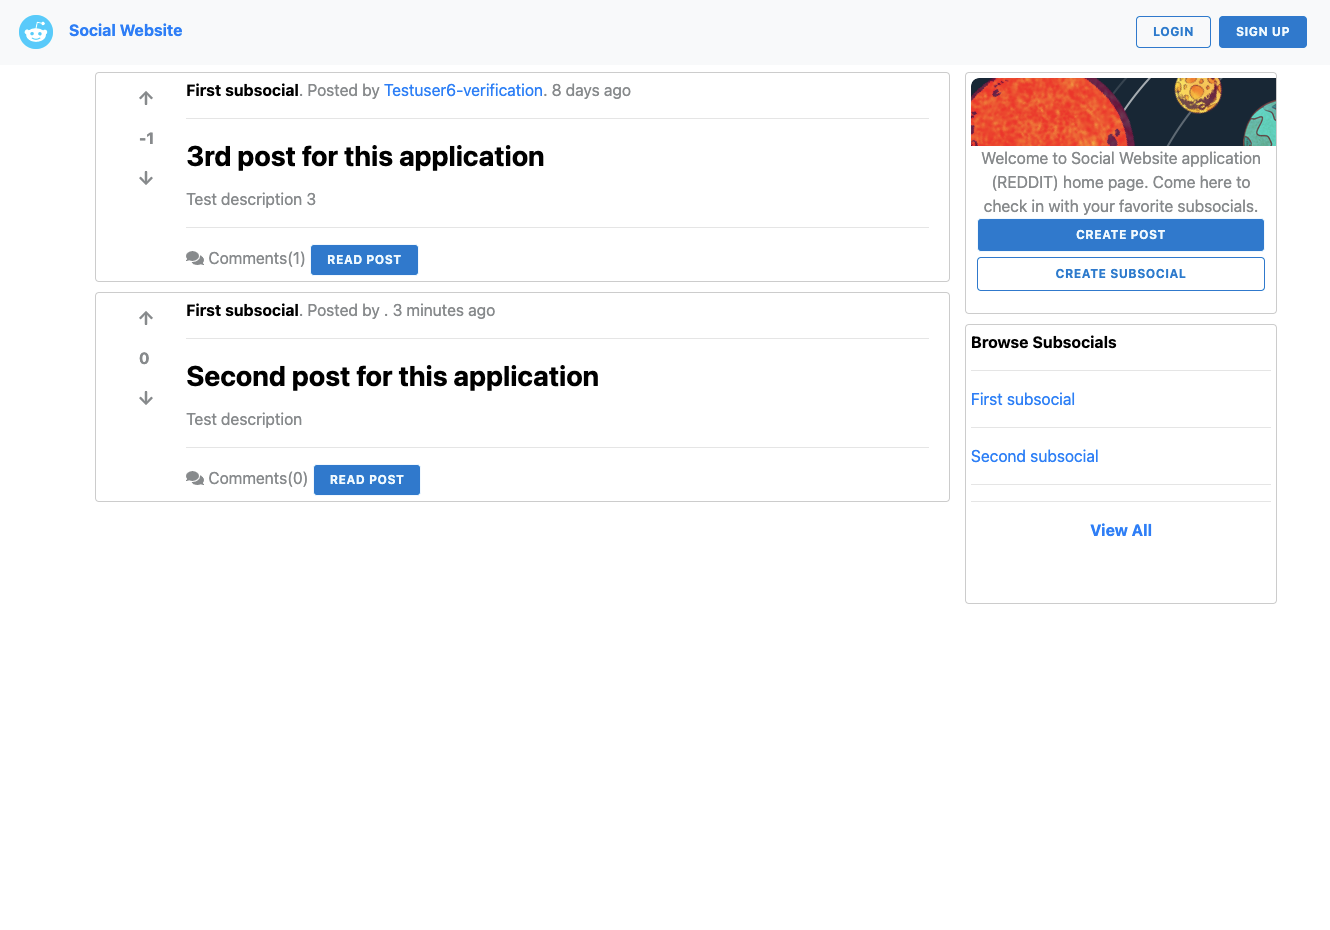 Social Website
LOGIN
SIGN UP
First subsocial. Posted by Testuser6-verification. 8 days ago
-1
3rd post for this application
Test description 3
Comments(1)
READ POST
First subsocial. Posted by . 3 minutes ago
0
Second post for this application
Test description
Comments(0)
READ POST
Welcome to Social Website application
(REDDIT) home page. Come here to
check in with your favorite subsocials.
CREATE POST
CREATE SUBSOCIAL
Browse Subsocials
First subsocial
Second subsocial
View All